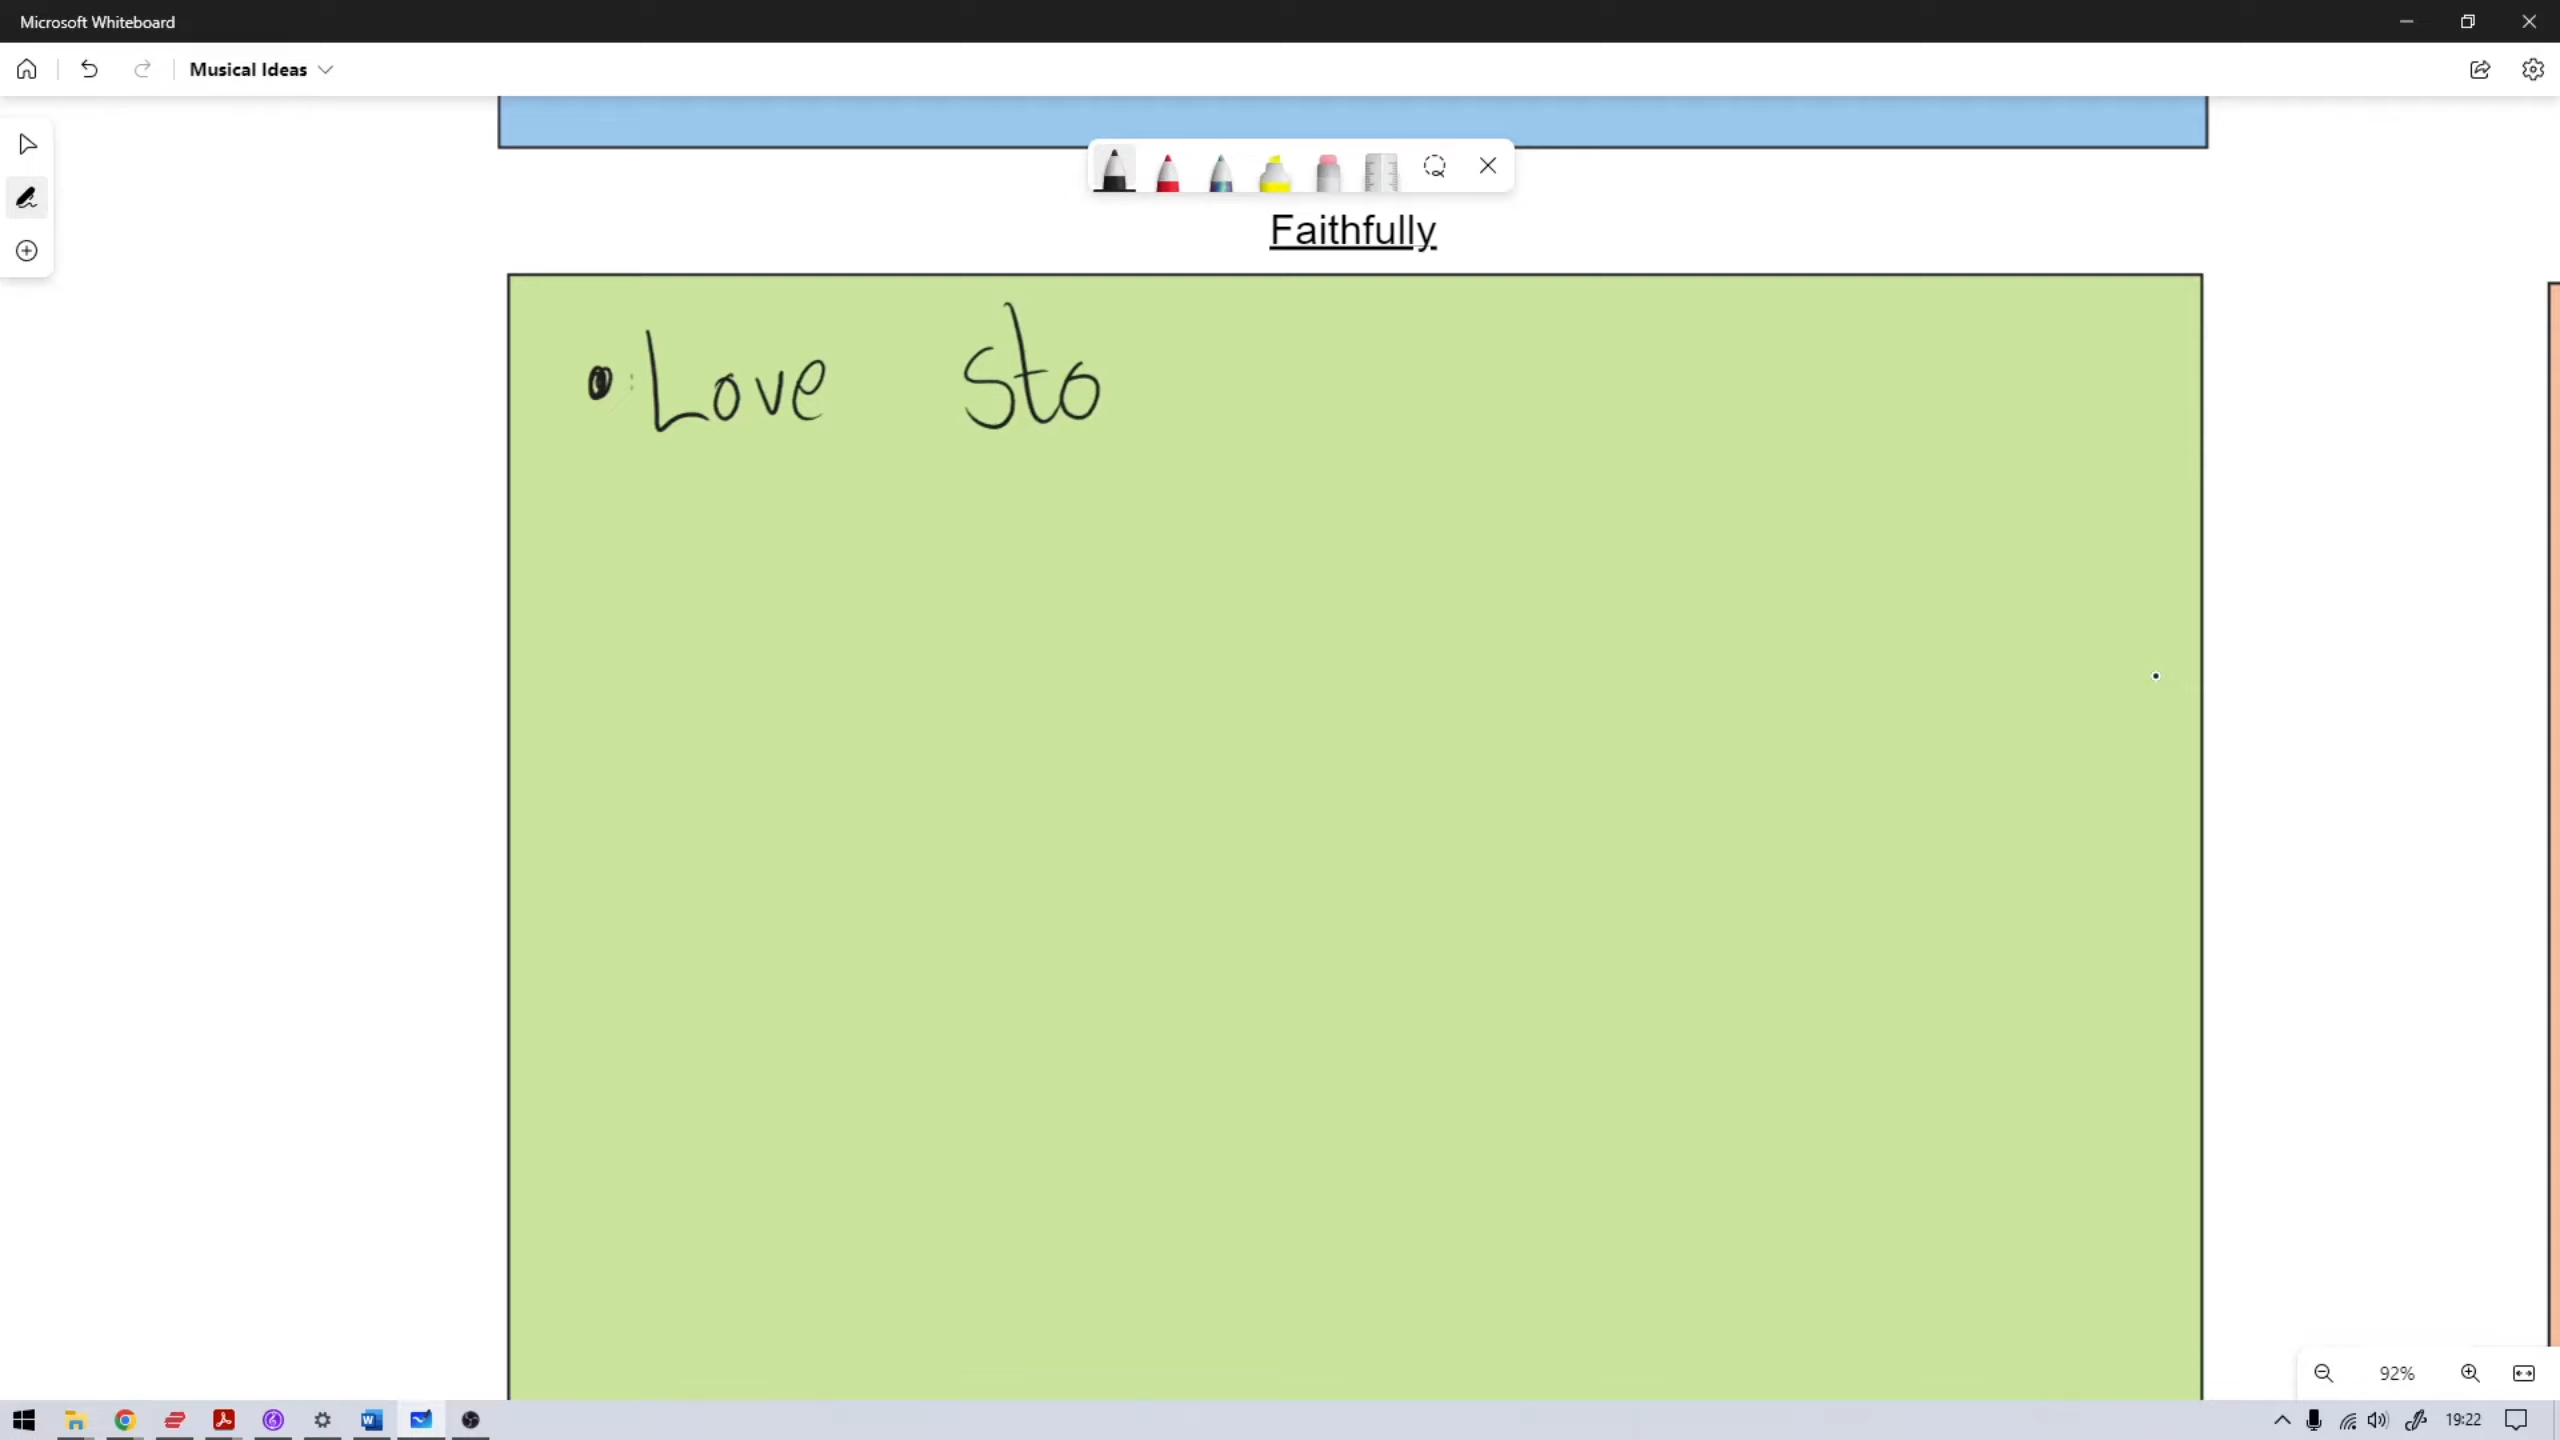 Microsoft Whiteboard
Musical Ideas
Faithfully
• Love Sto
92%
19:22